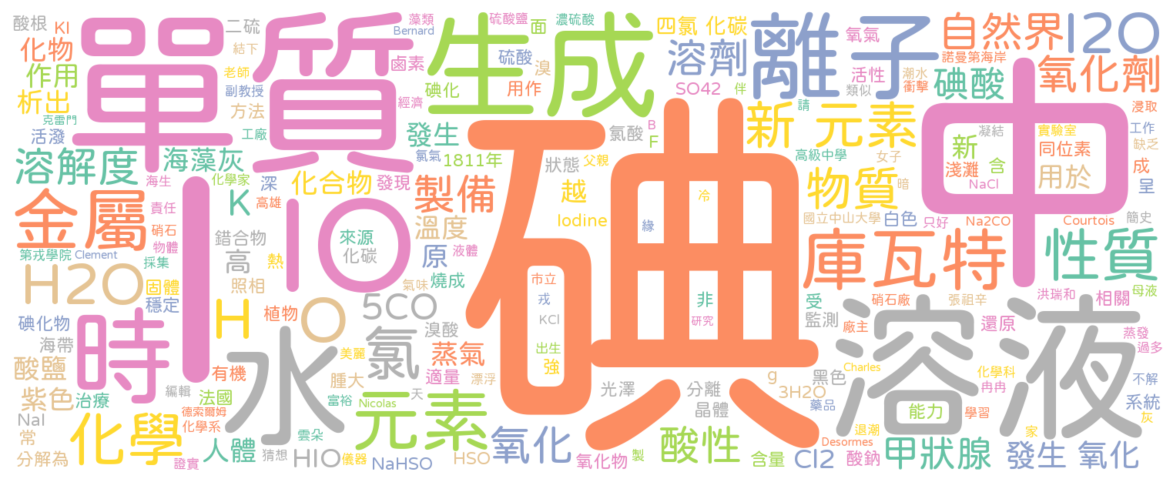 酸根 KI 藻類 Bernard 硫酸鹽 面 濃硫酸 四氯 化碳 氧氣 自然界 I2O
化物 二硫 單質 生成 離子 諾曼第海岸
結下 鹵素 硫酸 溴 溶劑 活性 潮水 氧化劑
作用 老師 碘化 用作 SO42 類似 衝擊 碘酸
析出 副教授 經濟 伴 請 浸取
克雷門 方法 中
活潑 工廠 發生 氯酸 B 新 元素 凝結 實驗室 工作
溶解度 海藻灰 氯氣 1811年 狀態 父親 F 高級中學 女子 新 同位素 缺乏
海生 化學家 深 化合物 發現 製備 越 碘 冷 物質 暗 淺灘 含 用於 成
金屬 責任 K 高雄 I IO 溫度 Iodine 緣 國立中山大學 白色 NaCl 呈
硝石 錯合物 來源 原 液體 只好 Na2CO Courtois 簡史
第戎學院 Clement 物體 高 化碳 市立 庫瓦特 性質
採集 熱 氣味 燒成 戎 非 受 母液
H2O 固體 照相 5CO KCl 研究 監測 硝石廠 張祖辛 洪瑞和 相關
穩定 H O 溴酸 廠主 還原
碘化物 植物 水 氯 出生 溶液 蒸發
海帶 時 美麗 蒸氣 強 過多
酸鹽 有機 腫大 適量 光澤 分離 g 黑色 Charles 化學科
紫色 編輯 富裕 漂浮 晶體 3H2O 冉冉 不解
NaI 治療 法國 Nicolas 天 藥品 能力 學習 系統
常 化學 德索爾姆 雲朵 元素 家 灰
化學系 氧化 酸性 退潮
分解為 人體 猜想 儀器 HSO Desormes
證實 HIO NaHSO 氧化物 製 含量 Cl2 酸鈉 甲狀腺 發生 氧化